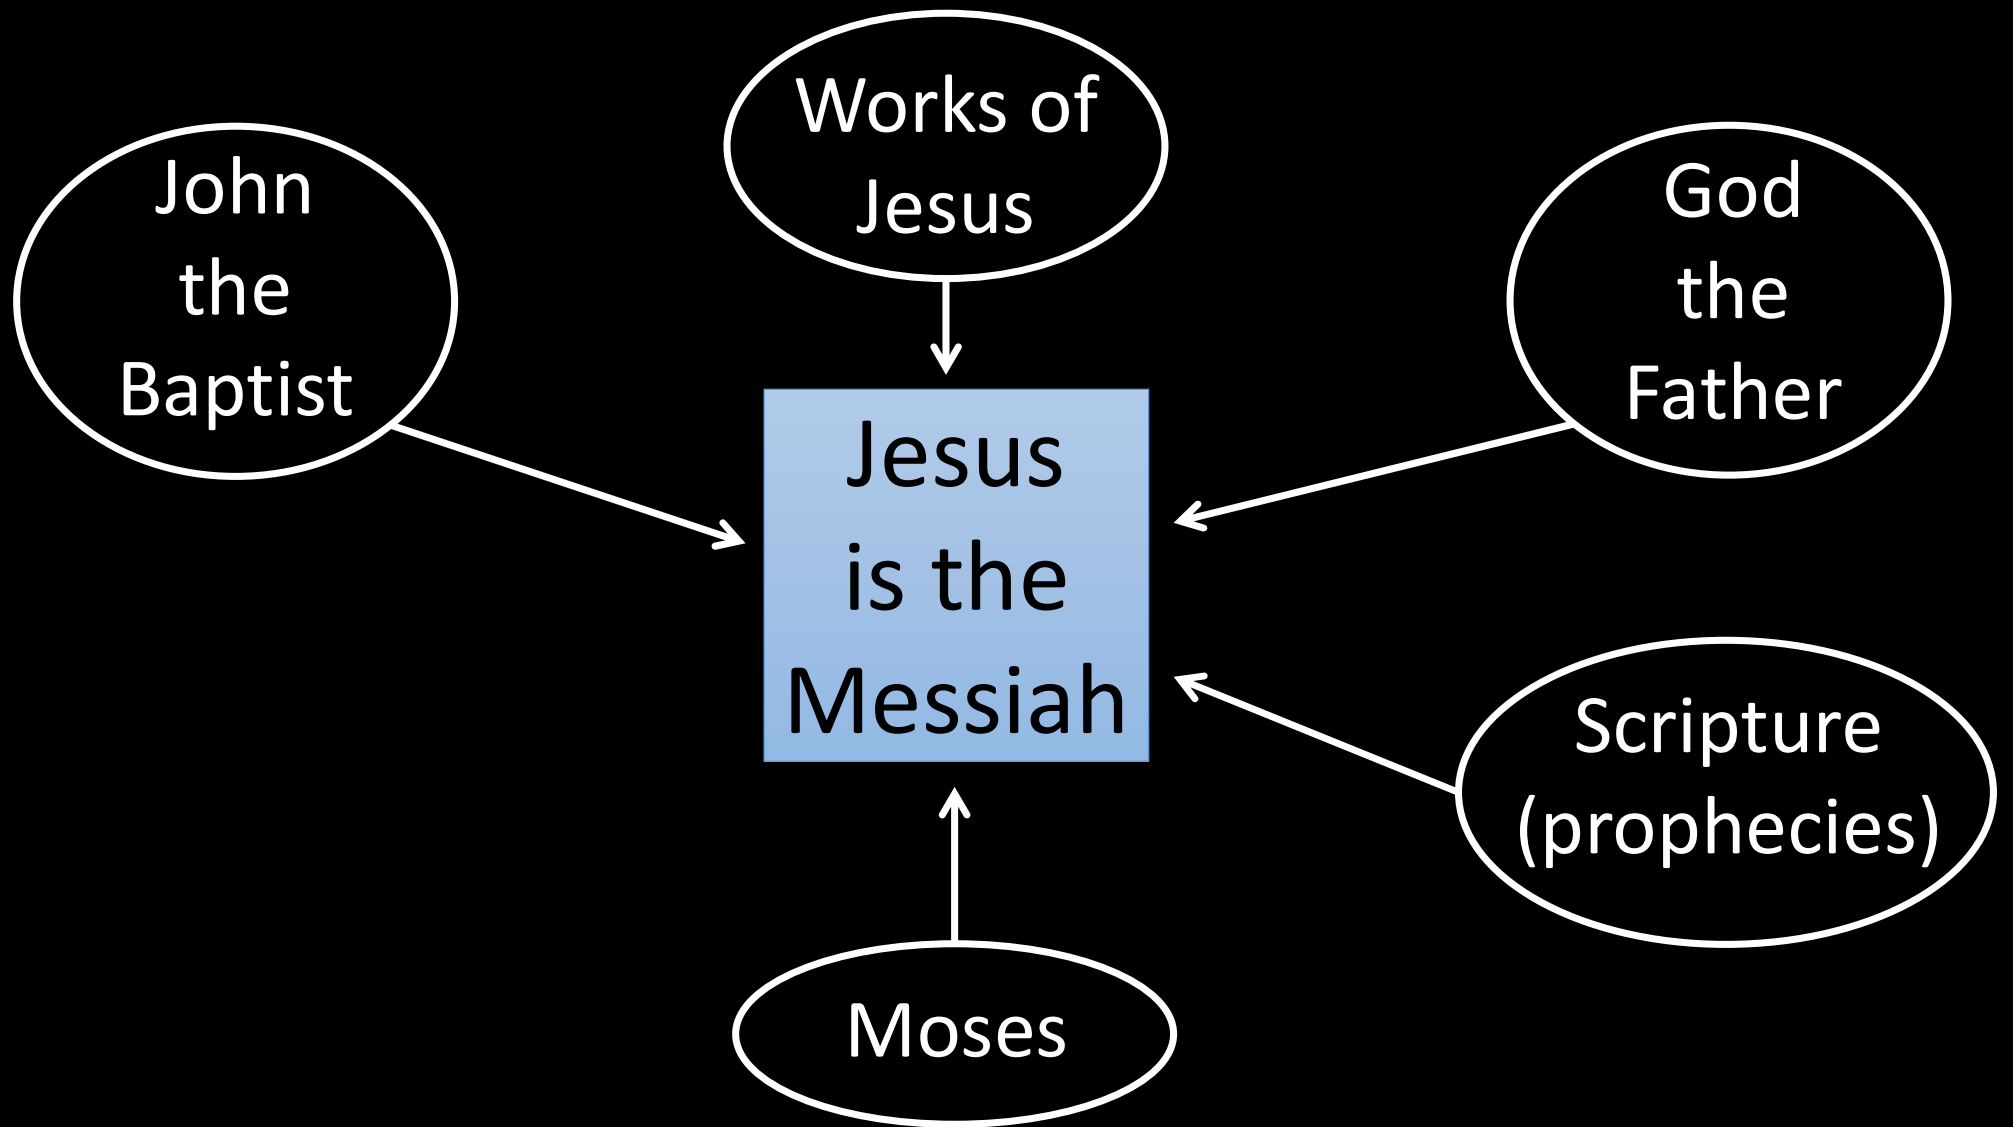 John
the
Baptist
Works of
Jesus
God
the
Father
Jesus
is the
Messiah
Scripture
(prophecies)
Moses